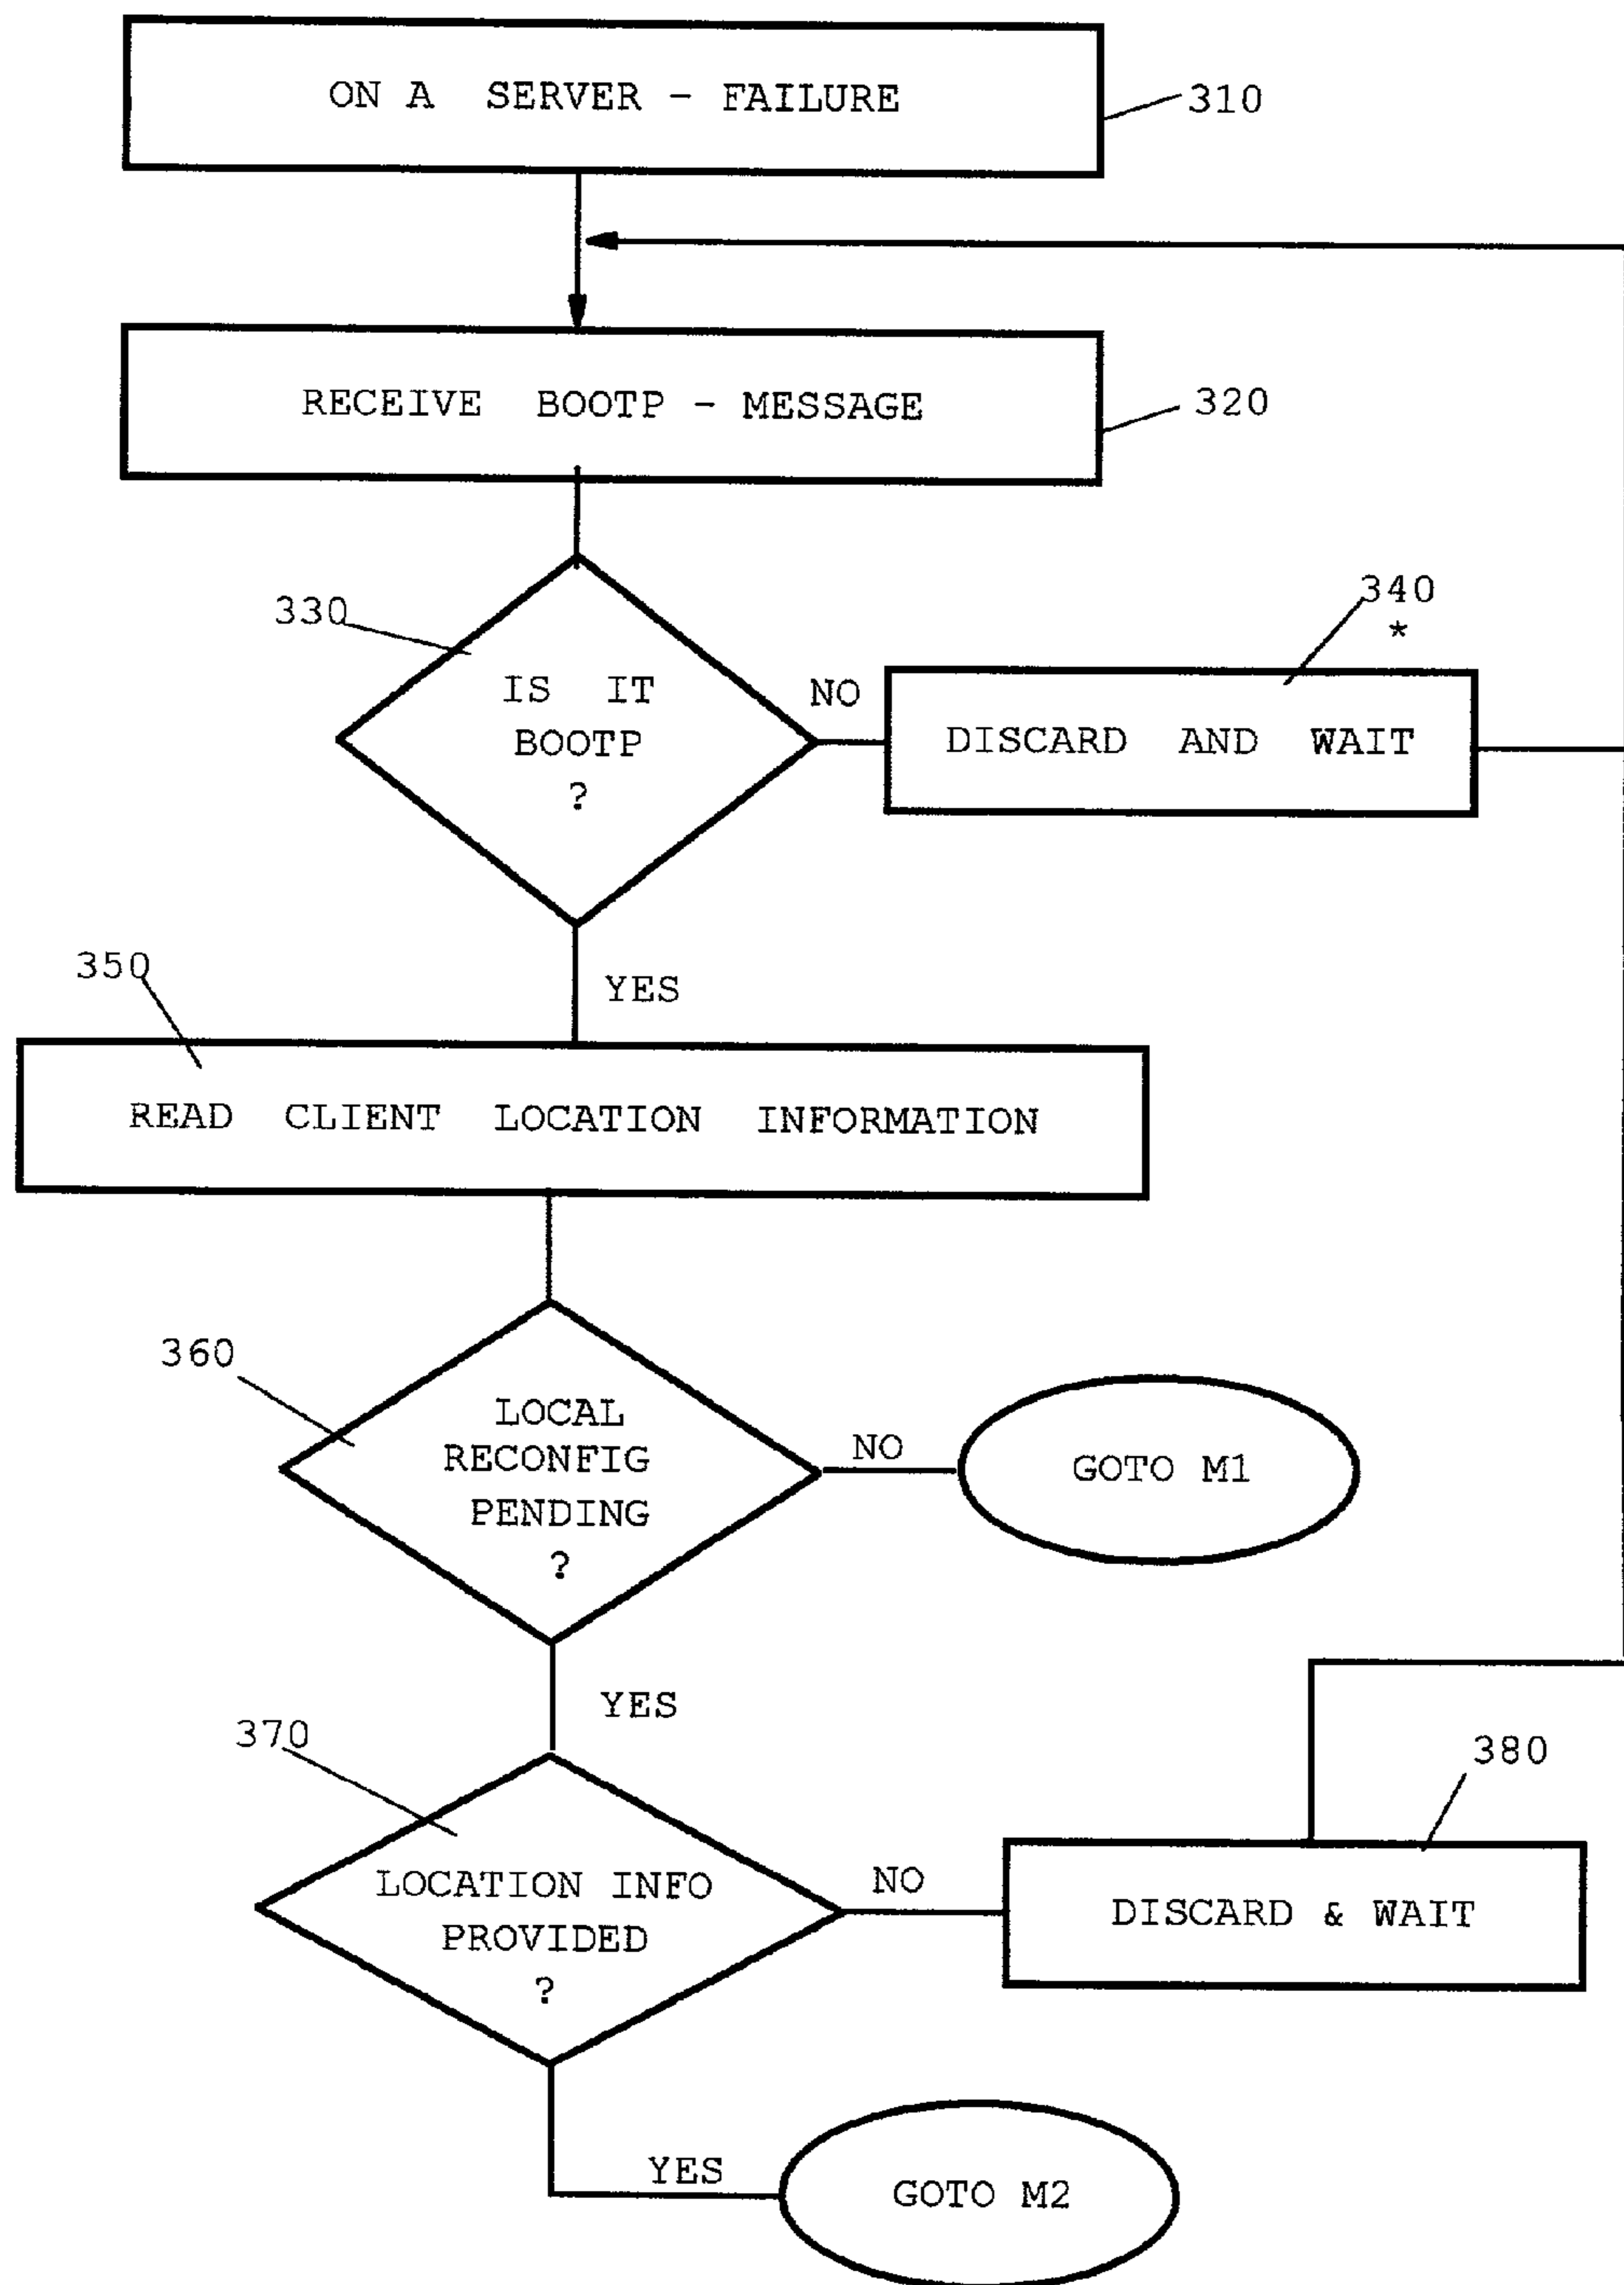 ON A SERVER - FAILURE
310
RECEIVE BOOTP - MESSAGE
320
330
IS IT
BOOTP
?
NO
340
*
DISCARD AND WAIT
YES
350
READ CLIENT LOCATION INFORMATION
360
LOCAL
RECONFIG
PENDING
?
NO
GOTO M1
YES
370
LOCATION INFO
PROVIDED
?
NO
380
DISCARD & WAIT
YES
GOTO M2